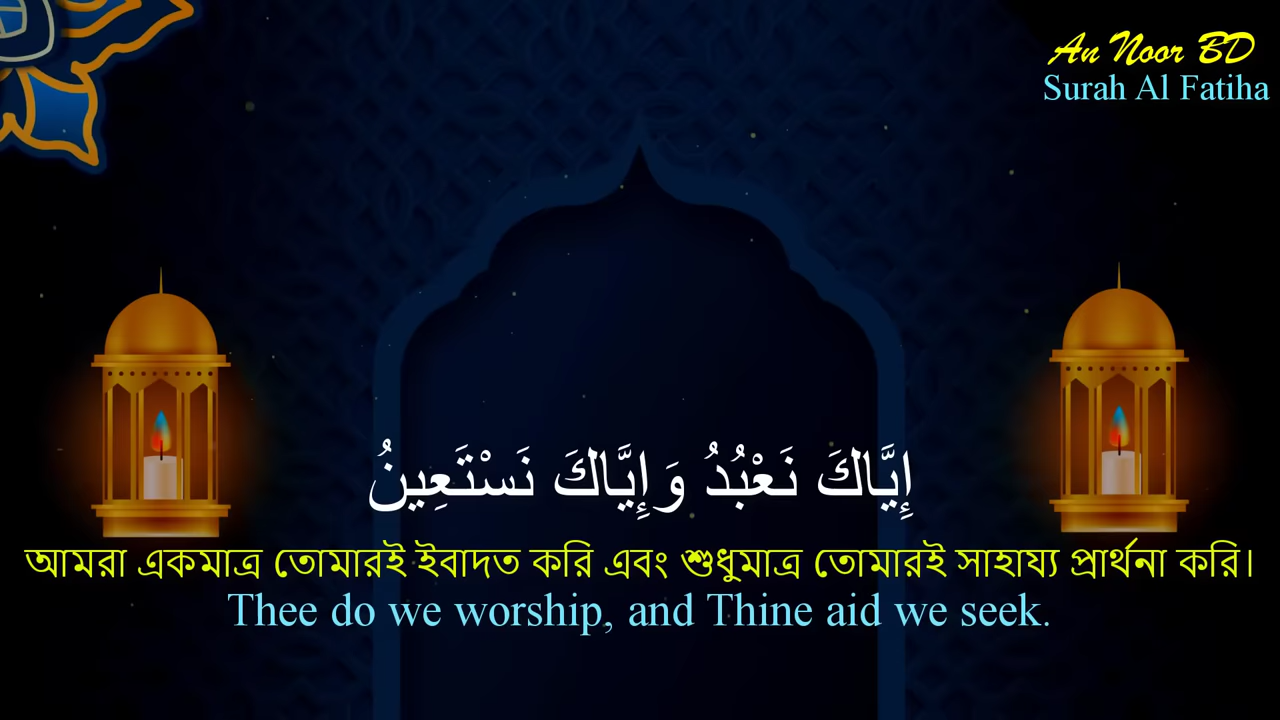 An Noor BD
Surah Al Fatiha
إِيَّاكَ نَعْبُدُ وَإِيَّاكَ نَسْتَعِينُ
আমরা একমাত্র তোমারই ইবাদত করি এবং শুধুমাত্র তোমারই সাহায্য প্রার্থনা করি।
Thee do we worship, and Thine aid we seek.